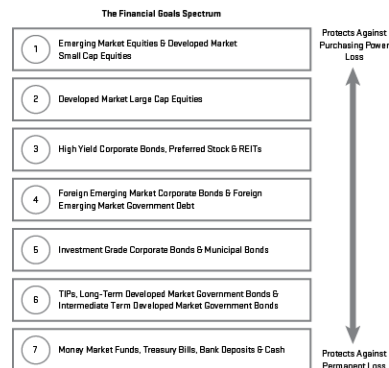 The Financial Goals Spectrum
Protects Against
Purchasing Power
Loss
1
Emerging Market Equities & Developed Market
Small Cap Equities
2
Developed Market Large Cap Equities
3
High Yield Corporate Bonds, Preferred Stock & REITs
4
Foreign Emerging Market Corporate Bonds & Foreign
Emerging Market Government Debt
5
Investment Grade Corporate Bonds & Municipal Bonds
6
TIPs, Long-Term Developed Market Government Bonds &
Intermediate Term Developed Market Government Bonds
7
Money Market Funds, Treasury Bills, Bank Deposits & Cash
Protects Against
Permanent Loss